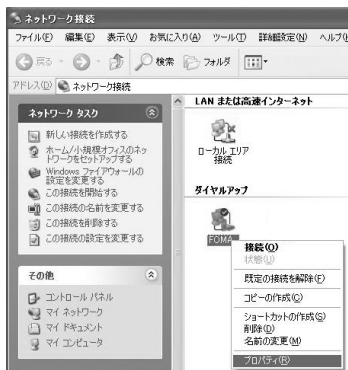 ネットワーク接続
ファイル(F) 編集(E) 表示(V) お気に入り(A) ツール(T) 詳細設定(N) ヘルプ(
戻る 検索 フォルダ
アドレス(D) ネットワーク接続
ネットワーク タスク
新しい接続を作成する
ホーム/小規模オフィスのネッ
トワークをセットアップする
Windows ファイアウォールの
設定を変更する
この接続を開始する
この接続の名前を変更する
この接続を削除する
この接続の設定を変更する
その他
コントロール パネル
マイ ネットワーク
マイ ドキュメント
マイ コンピュータ
LAN または高速インターネット
ローカル エリア
接続
ダイヤルアップ
FOMA
接続(O)
状態(U)
既定の接続を解除(F)
コピーの作成(C)
ショートカットの作成(S)
削除(D)
名前の変更(M)
プロパティ(R)